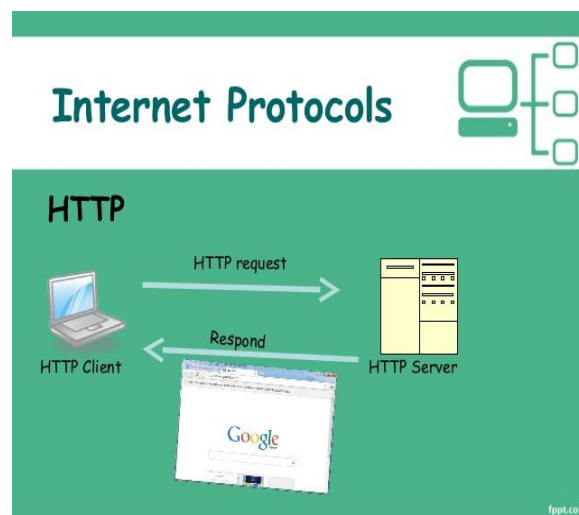 Internet Protocols
HTTP
HTTP request
Respond
HTTP Client
HTTP Server
Google
fppt.co